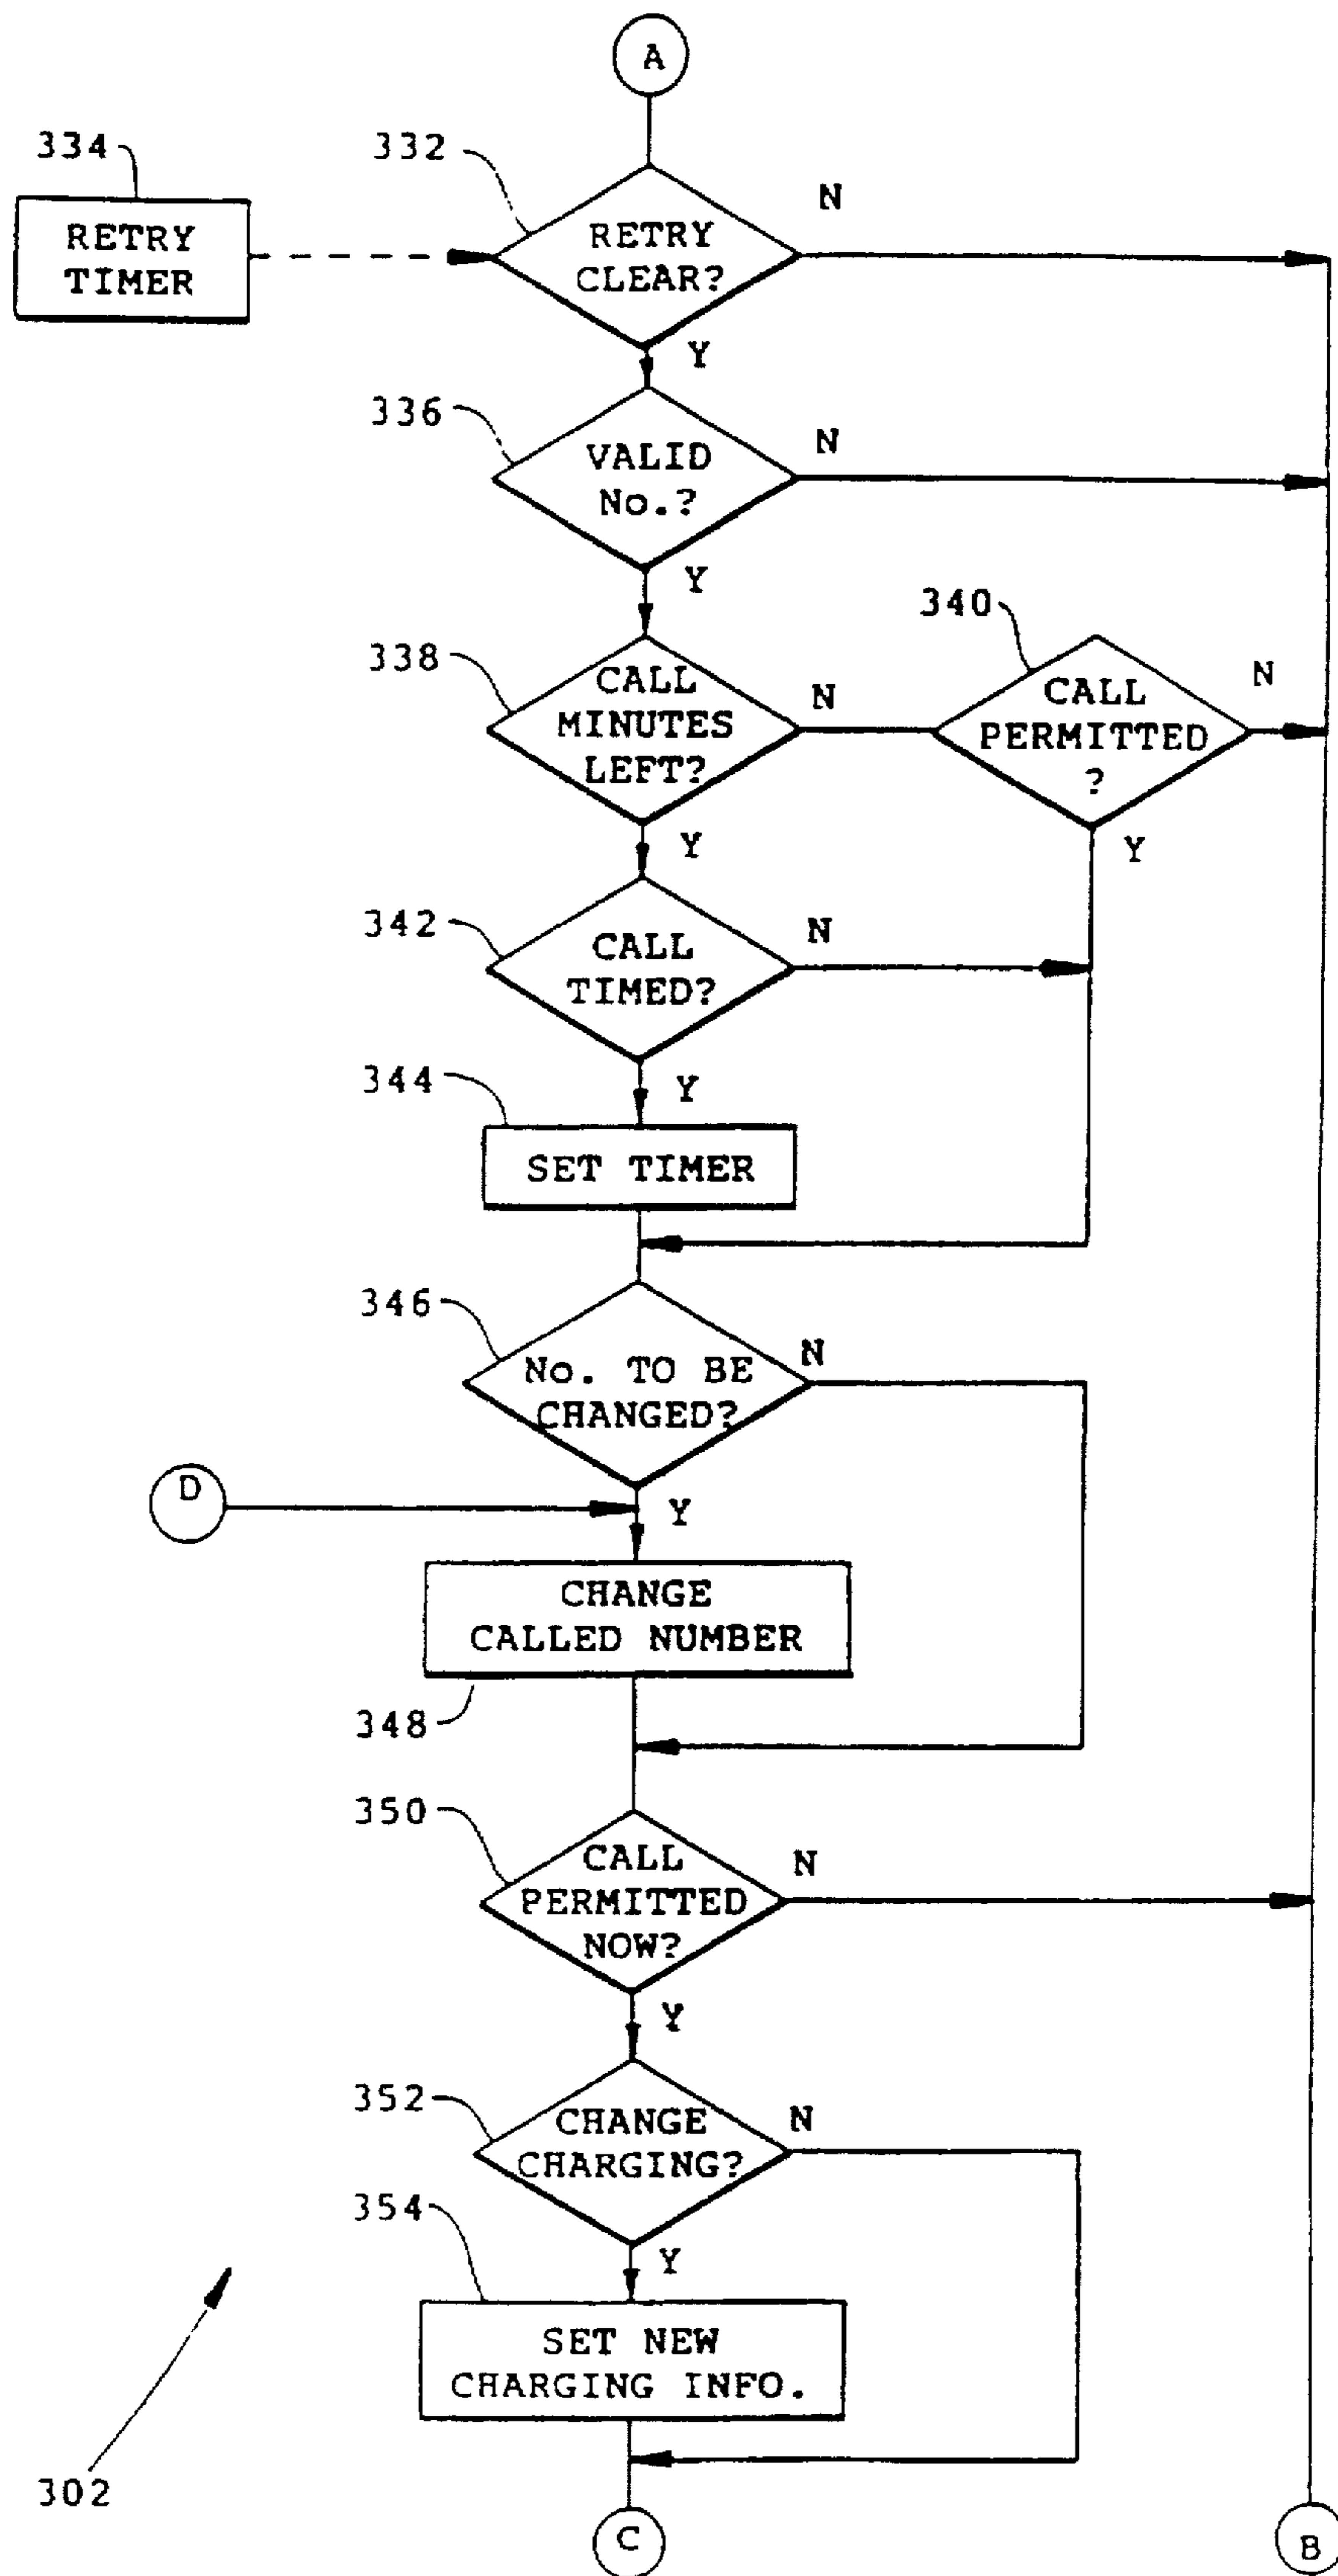 A
334
332
N
RETRY
TIMER
RETRY
CLEAR?
Y
336
VALID
No.?
N
Y
340
338
CALL
MINUTES
LEFT?
N
CALL
PERMITTED
?
N
Y
Y
342
CALL
TIMED?
N
344
Y
SET TIMER
346
No. TO BE
CHANGED?
N
D
Y
CHANGE
CALLED NUMBER
348
350
CALL
PERMITTED
NOW?
N
Y
352
CHANGE
CHARGING?
N
354
Y
SET NEW
CHARGING INFO.
302
C
B